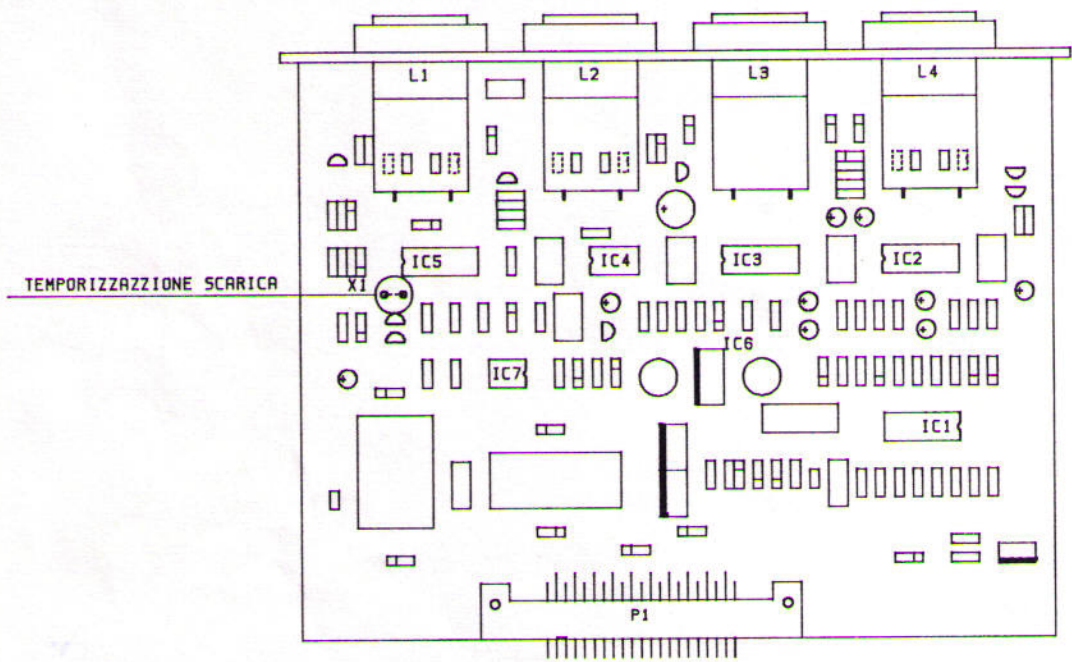 L1 L2 L3 L4
IC5 IC4 IC3 IC2
TEMPORIZZAZZIONE SCARICA X1
IC6
IC7
IC1
P1